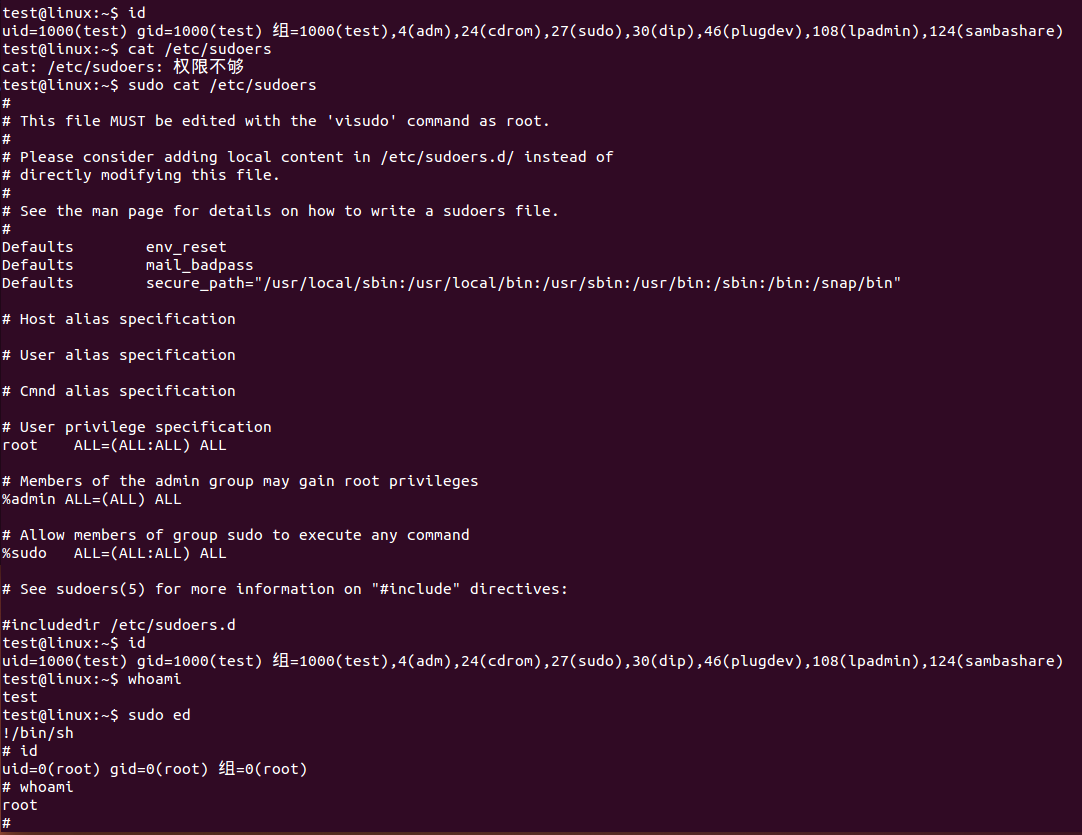 test@linux:~$ id
uid=1000(test) gid=1000(test) 组=1000(test),4(adm),24(cdrom),27(sudo),30(dip),46(plugdev),108(lpadmin),124(sambashare)
test@linux:~$ cat /etc/sudoers
cat: /etc/sudoers: 权限不够
test@linux:~$ sudo cat /etc/sudoers
#
# This file MUST be edited with the 'visudo' command as root.
#
# Please consider adding local content in /etc/sudoers.d/ instead of
# directly modifying this file.
#
# See the man page for details on how to write a sudoers file.
#
Defaults        env_reset
Defaults        mail_badpass
Defaults        secure_path="/usr/local/sbin:/usr/local/bin:/usr/sbin:/usr/bin:/sbin:/bin:/snap/bin"
# Host alias specification
# User alias specification
# Cmnd alias specification
# User privilege specification
root    ALL=(ALL:ALL) ALL
# Members of the admin group may gain root privileges
%admin ALL=(ALL) ALL
# Allow members of group sudo to execute any command
%sudo   ALL=(ALL:ALL) ALL
# See sudoers(5) for more information on "#include" directives:
#includedir /etc/sudoers.d
test@linux:~$ id
uid=1000(test) gid=1000(test) 组=1000(test),4(adm),24(cdrom),27(sudo),30(dip),46(plugdev),108(lpadmin),124(sambashare)
test@linux:~$ whoami
test
test@linux:~$ sudo ed
!/bin/sh
# id
uid=0(root) gid=0(root) 组=0(root)
# whoami
root
#